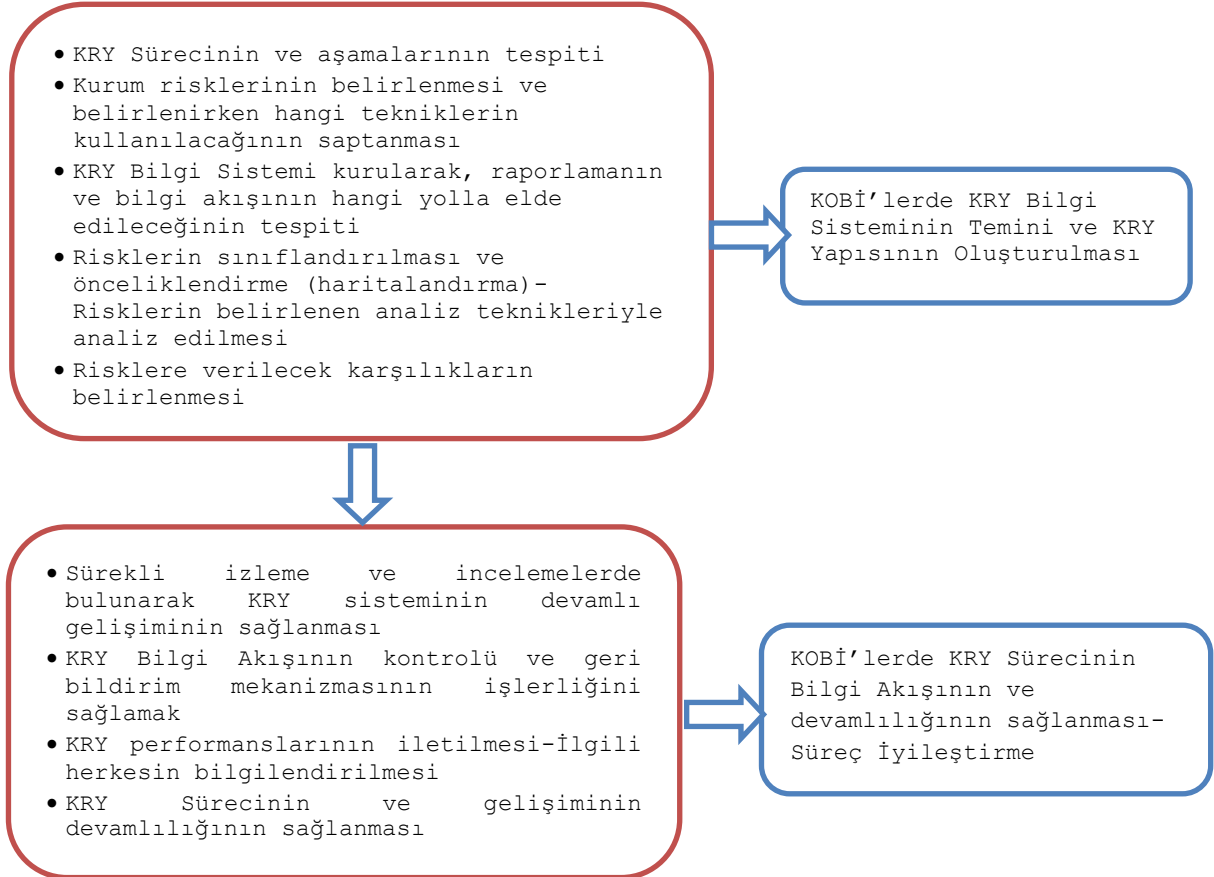 • KRY Sürecinin ve aşamalarının tespiti
• Kurum risklerinin belirlenmesi ve
belirlenirken hangi tekniklerin
kullanılacağının saptanması
• KRY Bilgi Sistemi kurularak, raporlamanın
ve bilgi akışının hangi yolla elde
edileceğinin tespiti
• Risklerin sınıflandırılması ve
önceliklendirme (haritalandırma)-
Risklerin belirlenen analiz teknikleriyle
analiz edilmesi
• Risklere verilecek karşılıkların
belirlenmesi
KOBİ’lerde KRY Bilgi
Sisteminin Temini ve KRY
Yapısının Oluşturulması
• Sürekli izleme ve incelemelerde
bulunarak KRY sisteminin devamlı
gelişiminin sağlanması
• KRY Bilgi Akışının kontrolü ve geri
bildirim mekanizmasının işlerliğini
sağlamak
• KRY performanslarının iletilmesi-İlgili
herkesin bilgilendirilmesi
• KRY Sürecinin ve gelişiminin
devamlılığının sağlanması
KOBİ’lerde KRY Sürecinin
Bilgi Akışının ve
devamlılığının sağlanması-
Süreç İyileştirme